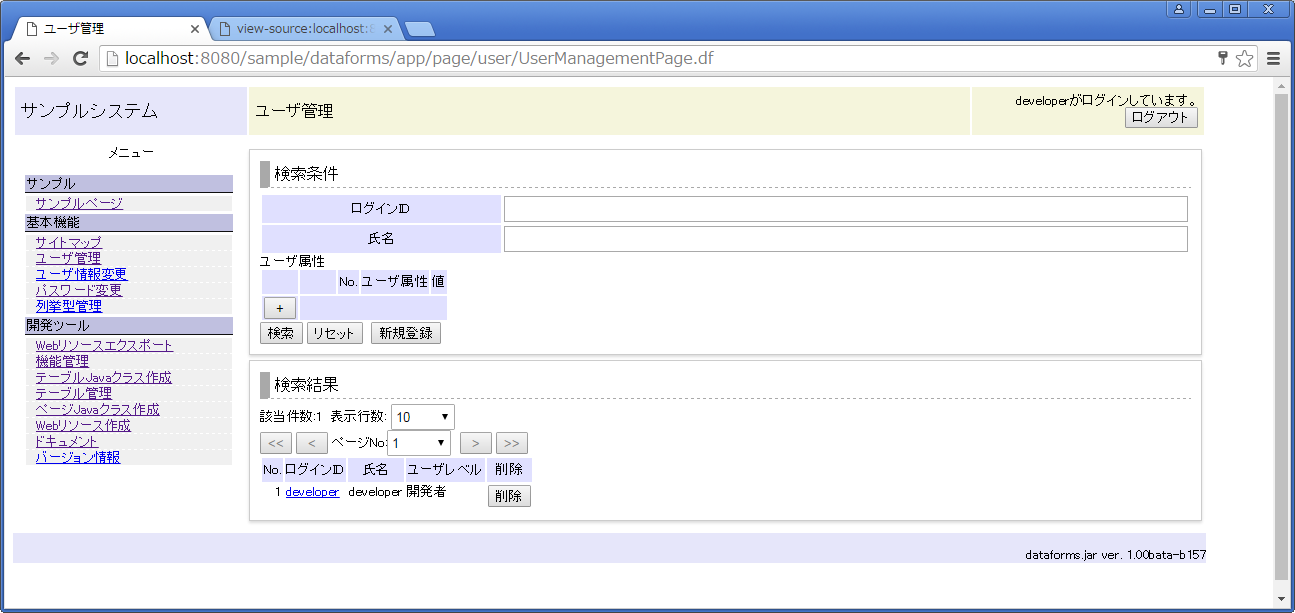 ユーザ管理
view-source:localhost:8
localhost:8080/sample/dataforms/app/page/user/UserManagementPage.df
サンプルシステム
ユーザ管理
developerがログインしています。
ログアウト
メニュー
サンプル
サンプルページ
基本機能
サイトマップ
ユーザ管理
ユーザ情報変更
パスワード変更
列挙型管理
開発ツール
Webリソースエクスポート
機能管理
テーブルJavaクラス作成
テーブル管理
ページJavaクラス作成
Webリソース作成
ドキュメント
バージョン情報
検索条件
ログインID
氏名
ユーザ属性
No. ユーザ属性 値
+
検索 リセット 新規登録
検索結果
該当件数:1 表示行数: 10
<< < ページNo: 1 > >>
No. ログインID 氏名 ユーザレベル 削除
1 developer developer 開発者 削除
dataforms.jar ver. 1.00bata-b157